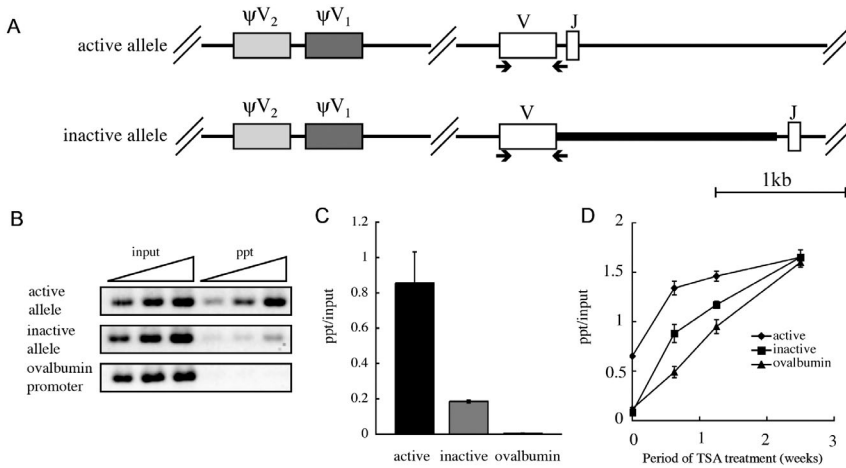 A
ψV2 ψV1 V J
active allele
ψV2 ψV1 V J
inactive allele
1kb
B
input ppt
active
allele
inactive
allele
ovalbumin
promoter
C
1.2
1
0.8
0.6
0.4
0.2
0
ppt/input
active inactive ovalbumin
D
2
1.5
1
0.5
0
ppt/input
active
inactive
ovalbumin
0 1 2 3
Period of TSA treatment (weeks)